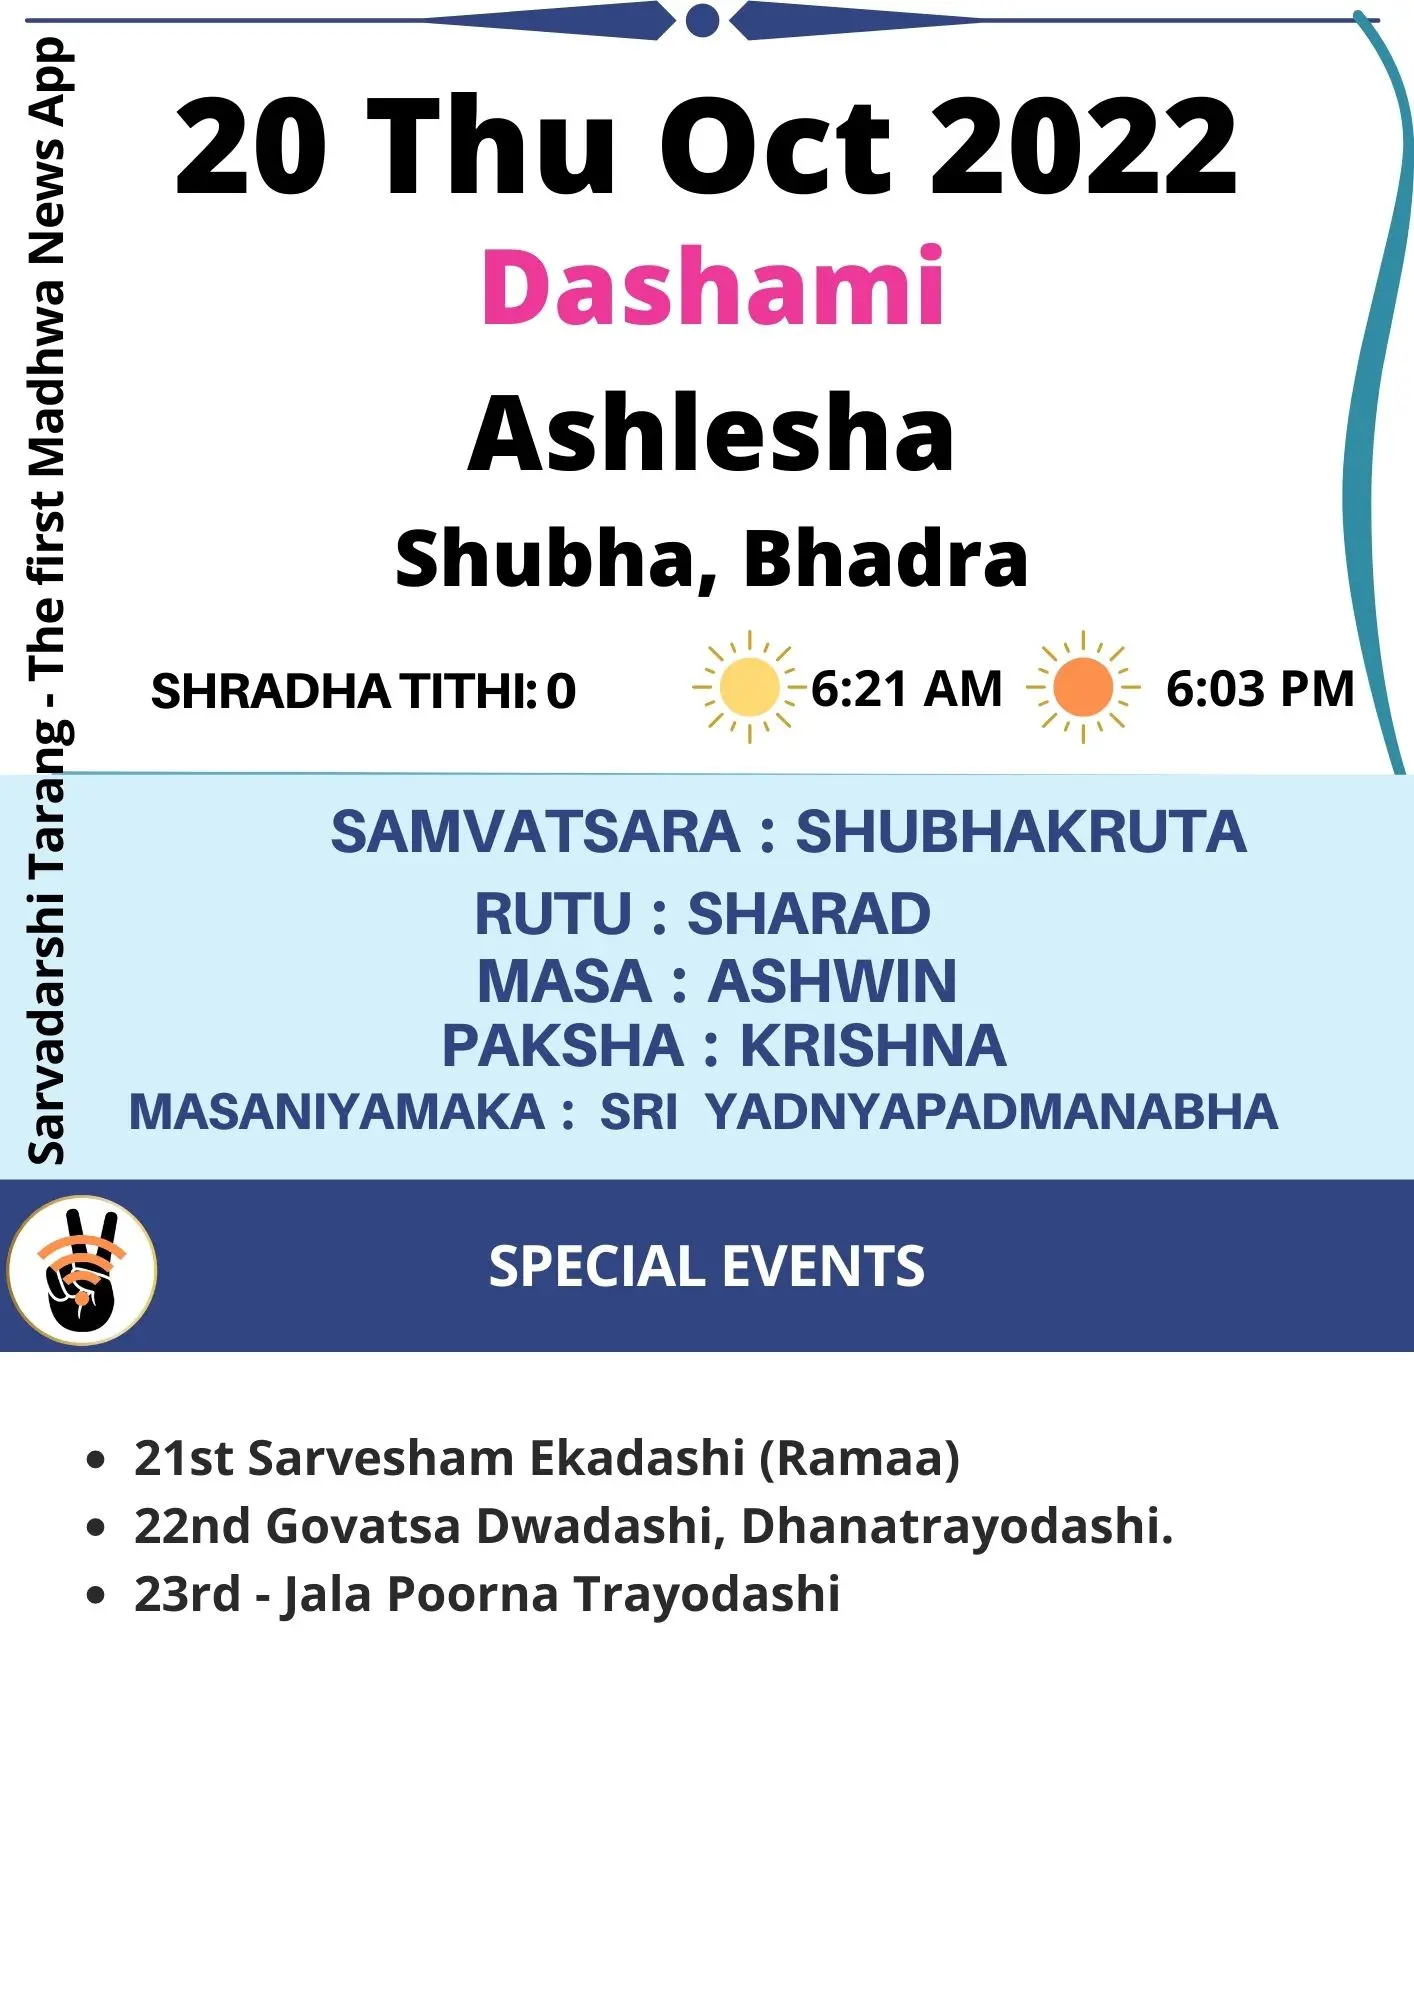 20 Thu Oct 2022
Dashami
Ashlesha
Shubha, Bhadra
SHRADHA TITHI: 0 6:21 AM 6:03 PM
Sarvadarshi Tarang - The first Madhwa News App
SAMVATSARA : SHUBHAKRUTA
RUTU : SHARAD
MASA : ASHWIN
PAKSHA : KRISHNA
MASANIYAMAKA : SRI YADNYAPADMANABHA
SPECIAL EVENTS
• 21st Sarvesham Ekadashi (Ramaa)
• 22nd Govatsa Dwadashi, Dhanatrayodashi.
• 23rd - Jala Poorna Trayodashi